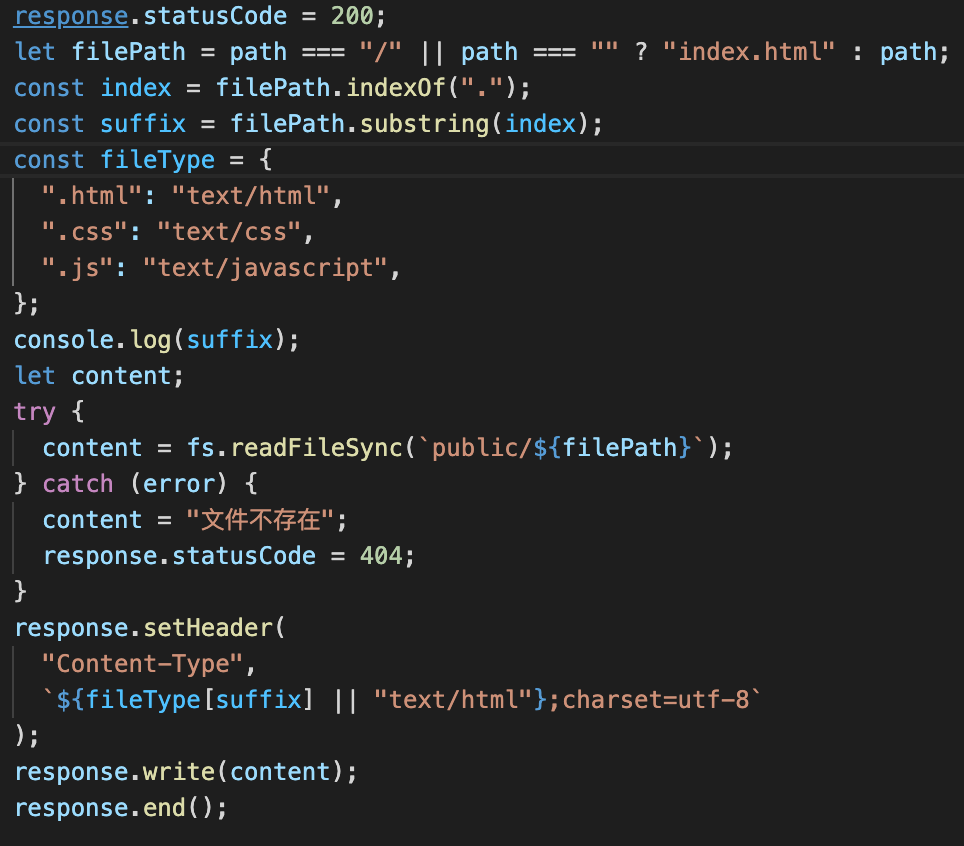 response.statusCode = 200;
let filePath = path === "/" || path === "" ? "index.html" : path;
const index = filePath.indexOf(".");
const suffix = filePath.substring(index);
const fileType = {
  ".html": "text/html",
  ".css": "text/css",
  ".js": "text/javascript",
};
console.log(suffix);
let content;
try {
  content = fs.readFileSync(`public/${filePath}`);
} catch (error) {
  content = "文件不存在";
  response.statusCode = 404;
}
response.setHeader(
  "Content-Type",
  `${fileType[suffix] || "text/html"};charset=utf-8`
);
response.write(content);
response.end();